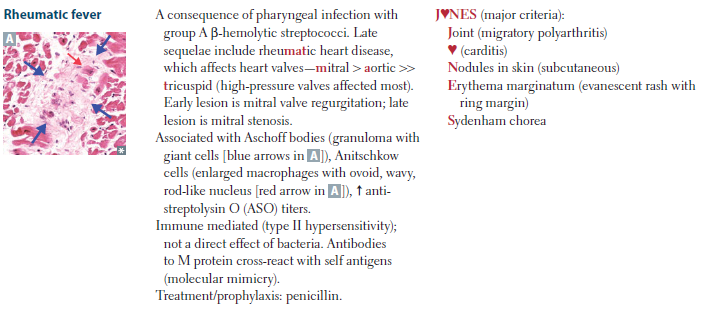 Rheumatic fever
A
A consequence of pharyngeal infection with
group A β-hemolytic streptococci. Late
sequelae include rheumatic heart disease,
which affects heart valves—mitral > aortic >>
tricuspid (high-pressure valves affected most).
Early lesion is mitral valve regurgitation; late
lesion is mitral stenosis.
Associated with Aschoff bodies (granuloma with
giant cells [blue arrows in A]), Anitschkow
cells (enlarged macrophages with ovoid, wavy,
rod-like nucleus [red arrow in A]), ↑ anti-
streptolysin O (ASO) titers.
Immune mediated (type II hypersensitivity);
not a direct effect of bacteria. Antibodies
to M protein cross-react with self antigens
(molecular mimicry).
Treatment/prophylaxis: penicillin.
J♥NES (major criteria):
Joint (migratory polyarthritis)
♥ (carditis)
Nodules in skin (subcutaneous)
Erythema marginatum (evanescent rash with
ring margin)
Sydenham chorea